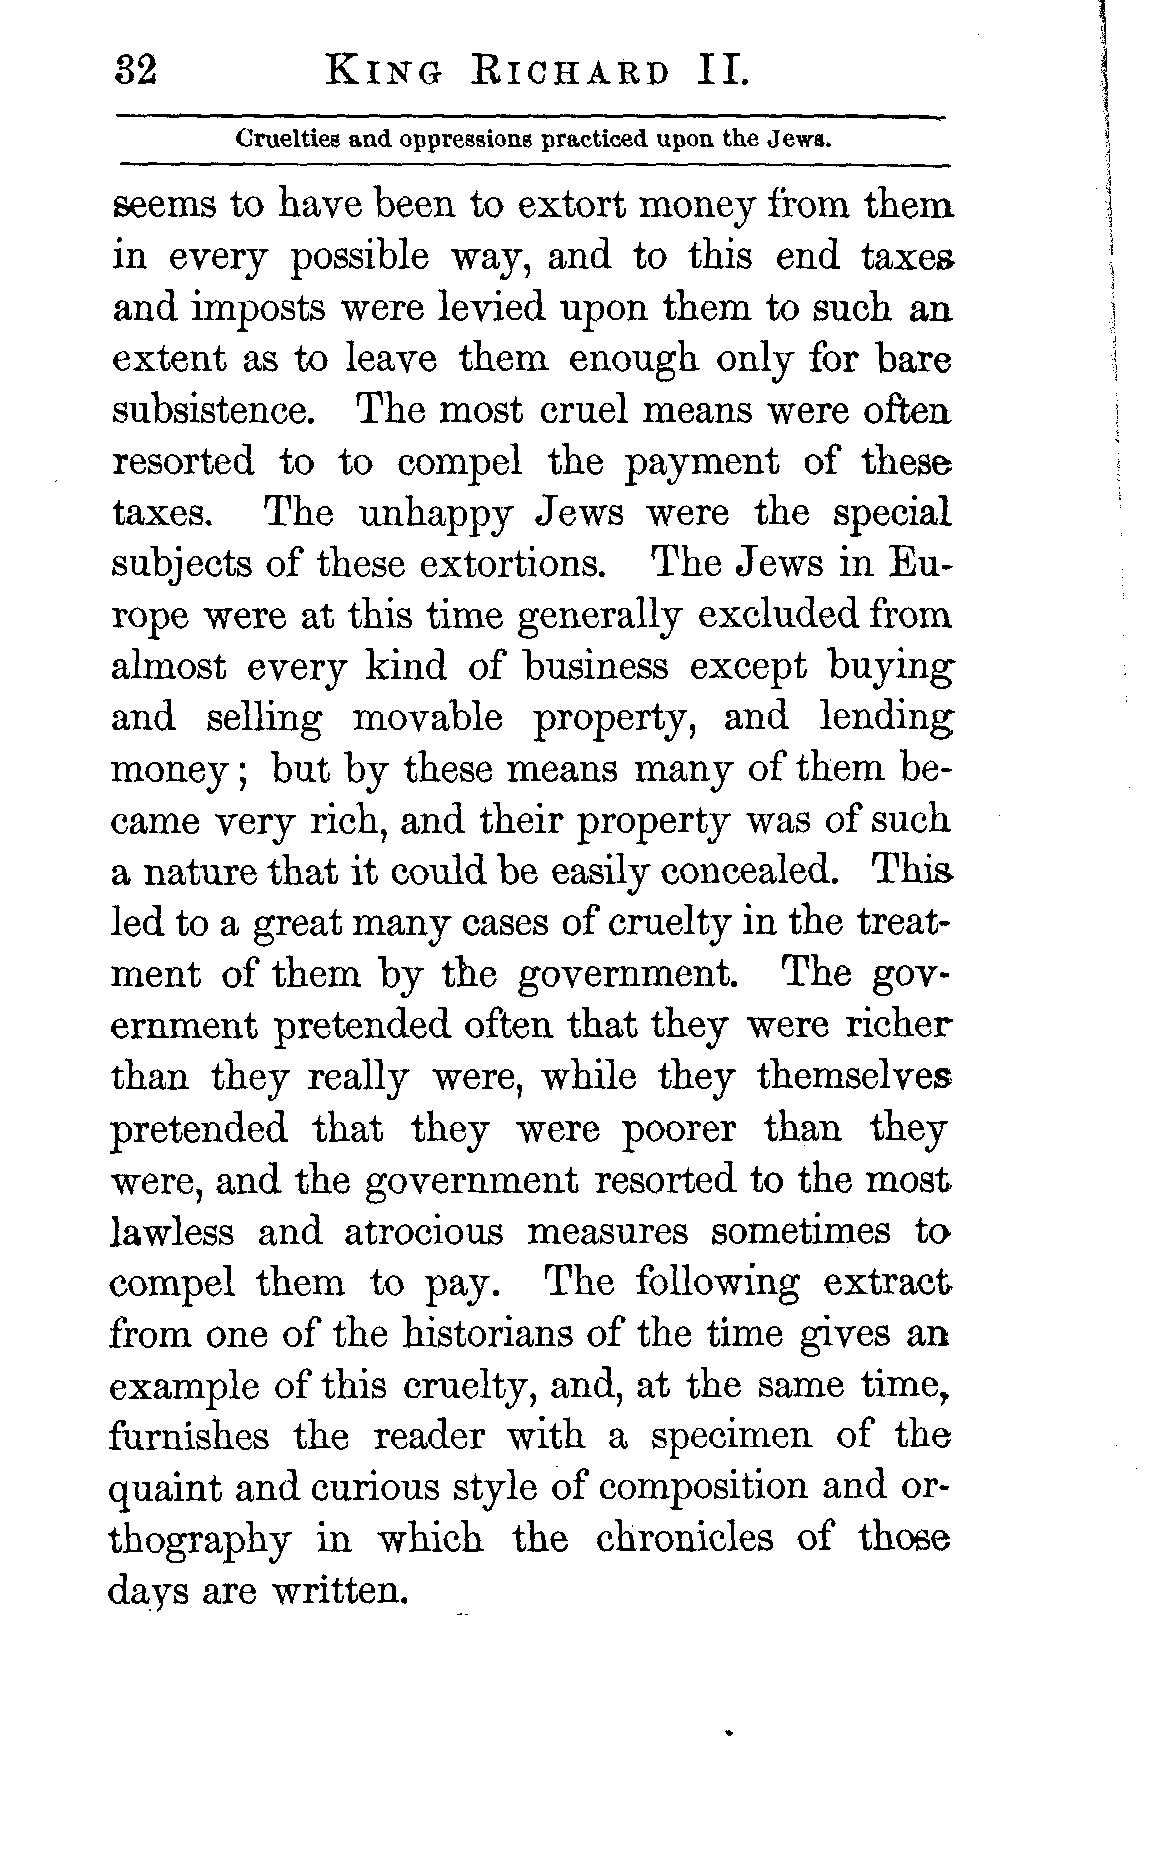 32 KING RICHARD II.
Cruelties and oppressions practiced upon the Jews.
seems to have been to extort money from them
in every possible way, and to this end taxes
and imposts were levied upon them to such an
extent as to leave them enough only for bare
subsistence. The most cruel means were often
resorted to to compel the payment of these
taxes. The unhappy Jews were the special
subjects of these extortions. The Jews in Eu-
rope were at this time generally excluded from
almost every kind of business except buying
and selling movable property, and lending
money; but by these means many of them be-
came very rich, and their property was of such
a nature that it could be easily concealed. This
led to a great many cases of cruelty in the treat-
ment of them by the government. The gov-
ernment pretended often that they were richer
than they really were, while they themselves
pretended that they were poorer than they
were, and the government resorted to the most
lawless and atrocious measures sometimes to
compel them to pay. The following extract
from one of the historians of the time gives an
example of this cruelty, and, at the same time,
furnishes the reader with a specimen of the
quaint and curious style of composition and or-
thography in which the chronicles of those
days are written.